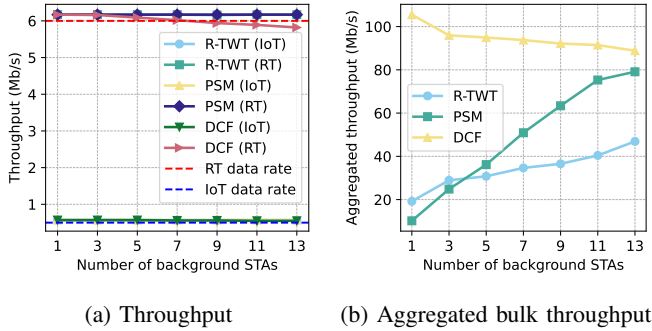 Throughput (Mb/s)
6
5
4
3
2
1
R-TWT (IoT)
R-TWT (RT)
PSM (IoT)
PSM (RT)
DCF (IoT)
DCF (RT)
RT data rate
IoT data rate
1 3 5 7 9 11 13
Number of background STAs
(a) Throughput
Aggregated throughput (Mb/s)
100
80
60
40
20
R-TWT
PSM
DCF
1 3 5 7 9 11 13
Number of background STAs
(b) Aggregated bulk throughput